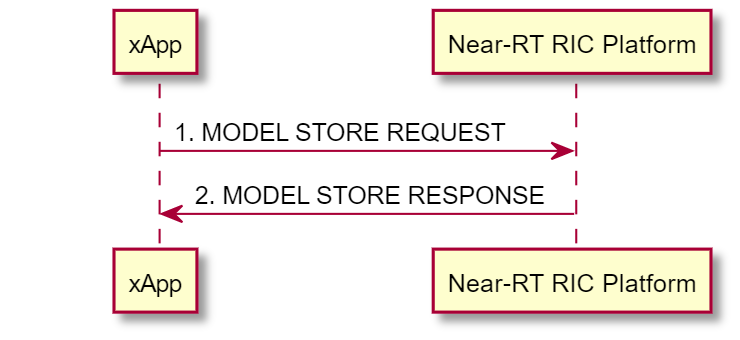 xApp
Near-RT RIC Platform
1. MODEL STORE REQUEST
2. MODEL STORE RESPONSE
xApp
Near-RT RIC Platform